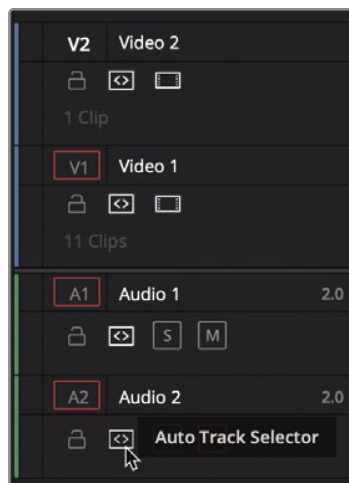 V2 Video 2
1 Clip
V1 Video 1
11 Clips
A1 Audio 1 2.0
S M
A2 Audio 2 2.0
Auto Track Selector